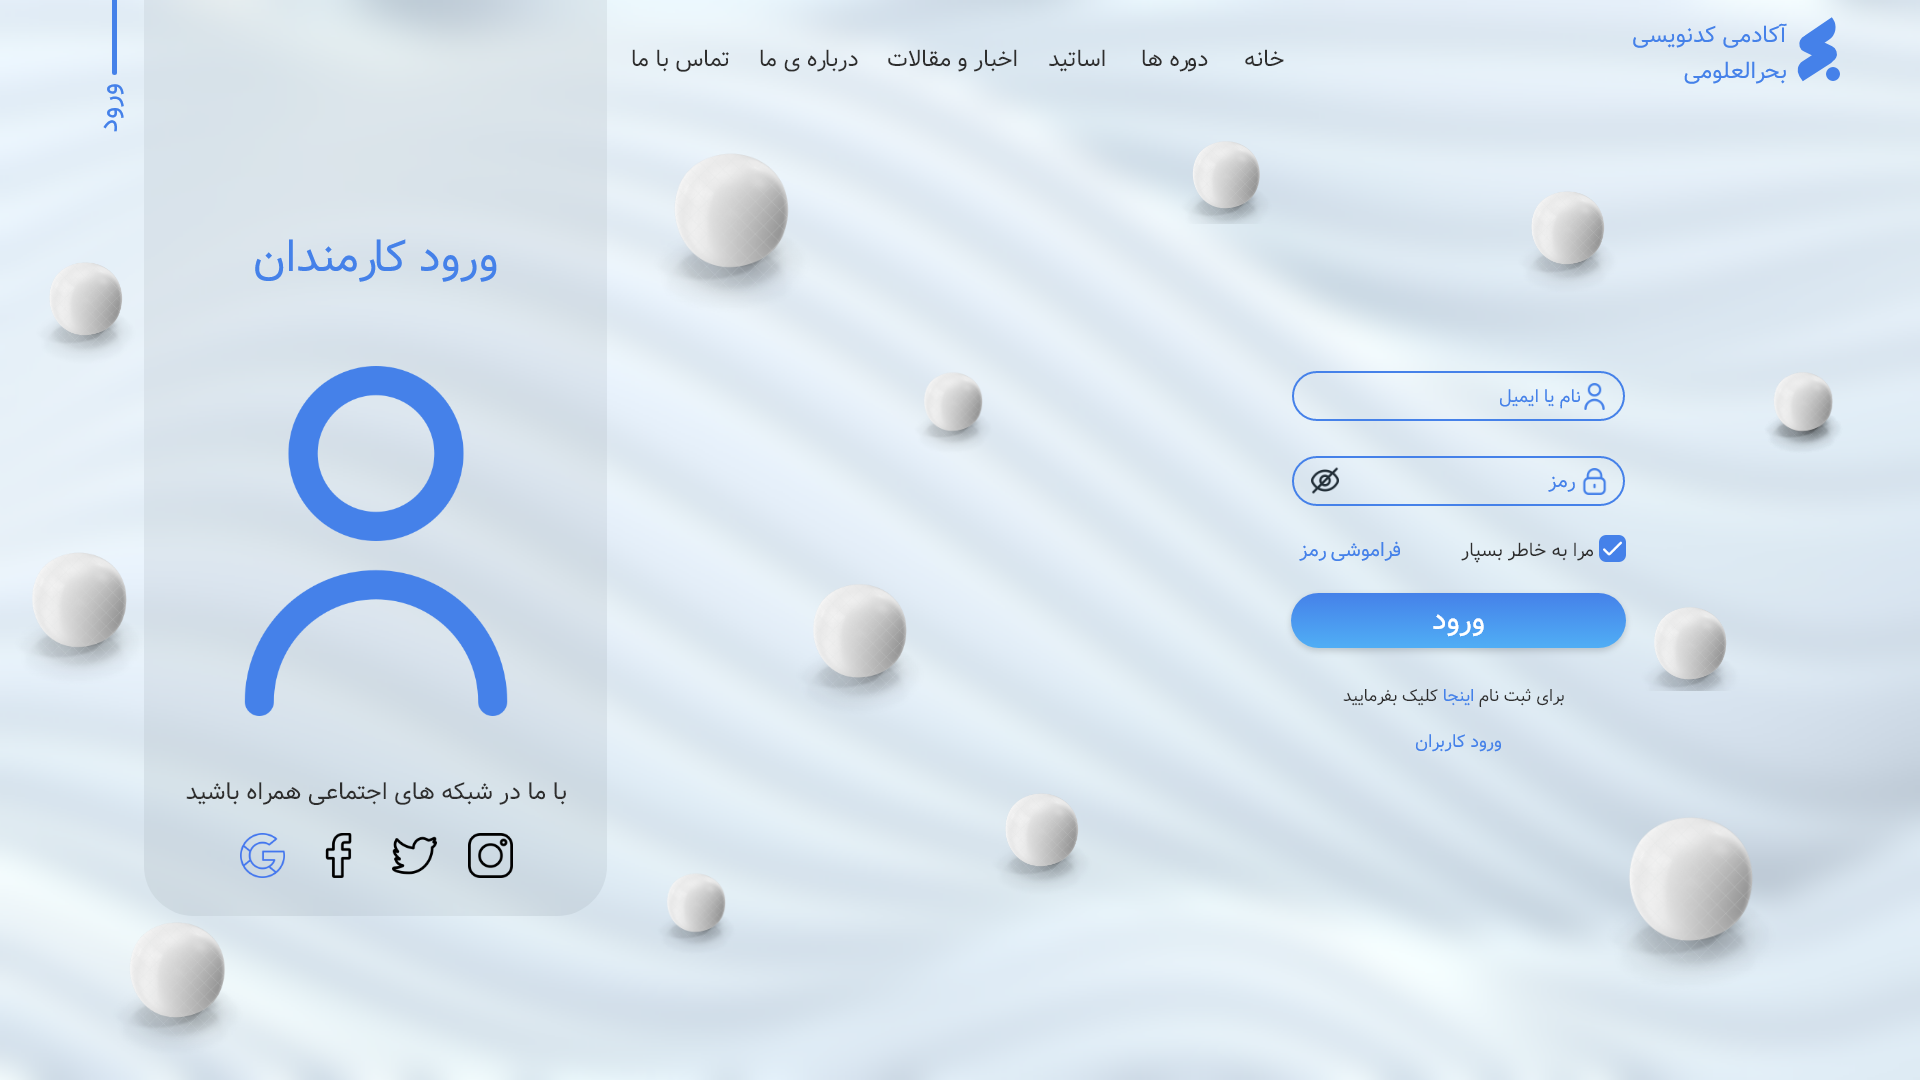 آکادمی کدنویسی
بحرالعلومی
خانه
دوره ها
اساتید
اخبار و مقالات
درباره ی ما
تماس با ما
ورود
نام یا ایمیل
رمز
مرا به خاطر بسپار
فراموشی رمز
ورود
برای ثبت نام اینجا کلیک بفرمایید
ورود کاربران
ورود کارمندان
با ما در شبکه های اجتماعی همراه باشید